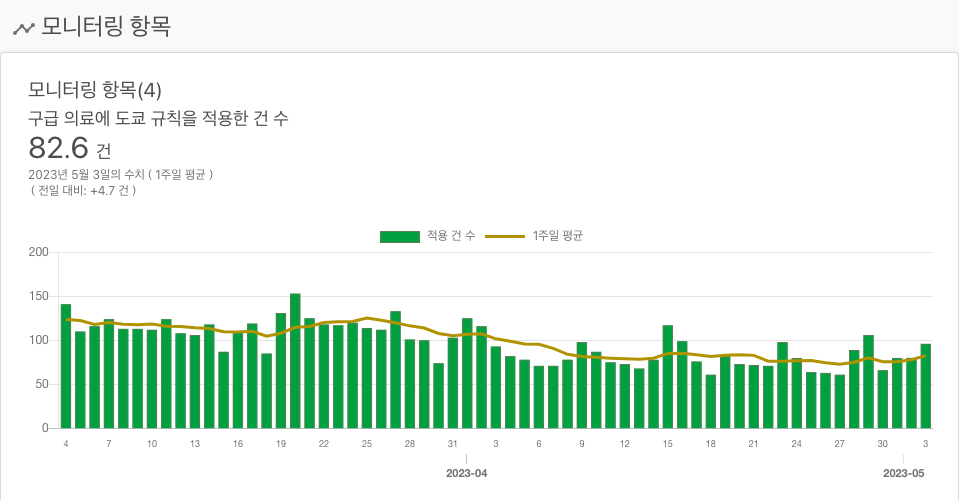 모니터링 항목
모니터링 항목(4)
구급 의료에 도쿄 규칙을 적용한 건 수
82.6 건
2023년 5월 3일의 수치 ( 1주일 평균 )
( 전일 대비: +4.7 건 )
적용 건 수 1주일 평균
200
150
100
50
0
4 7 10 13 16 19 22 25 28 31 3 6 9 12 15 18 21 24 27 30 3
2023-04 2023-05